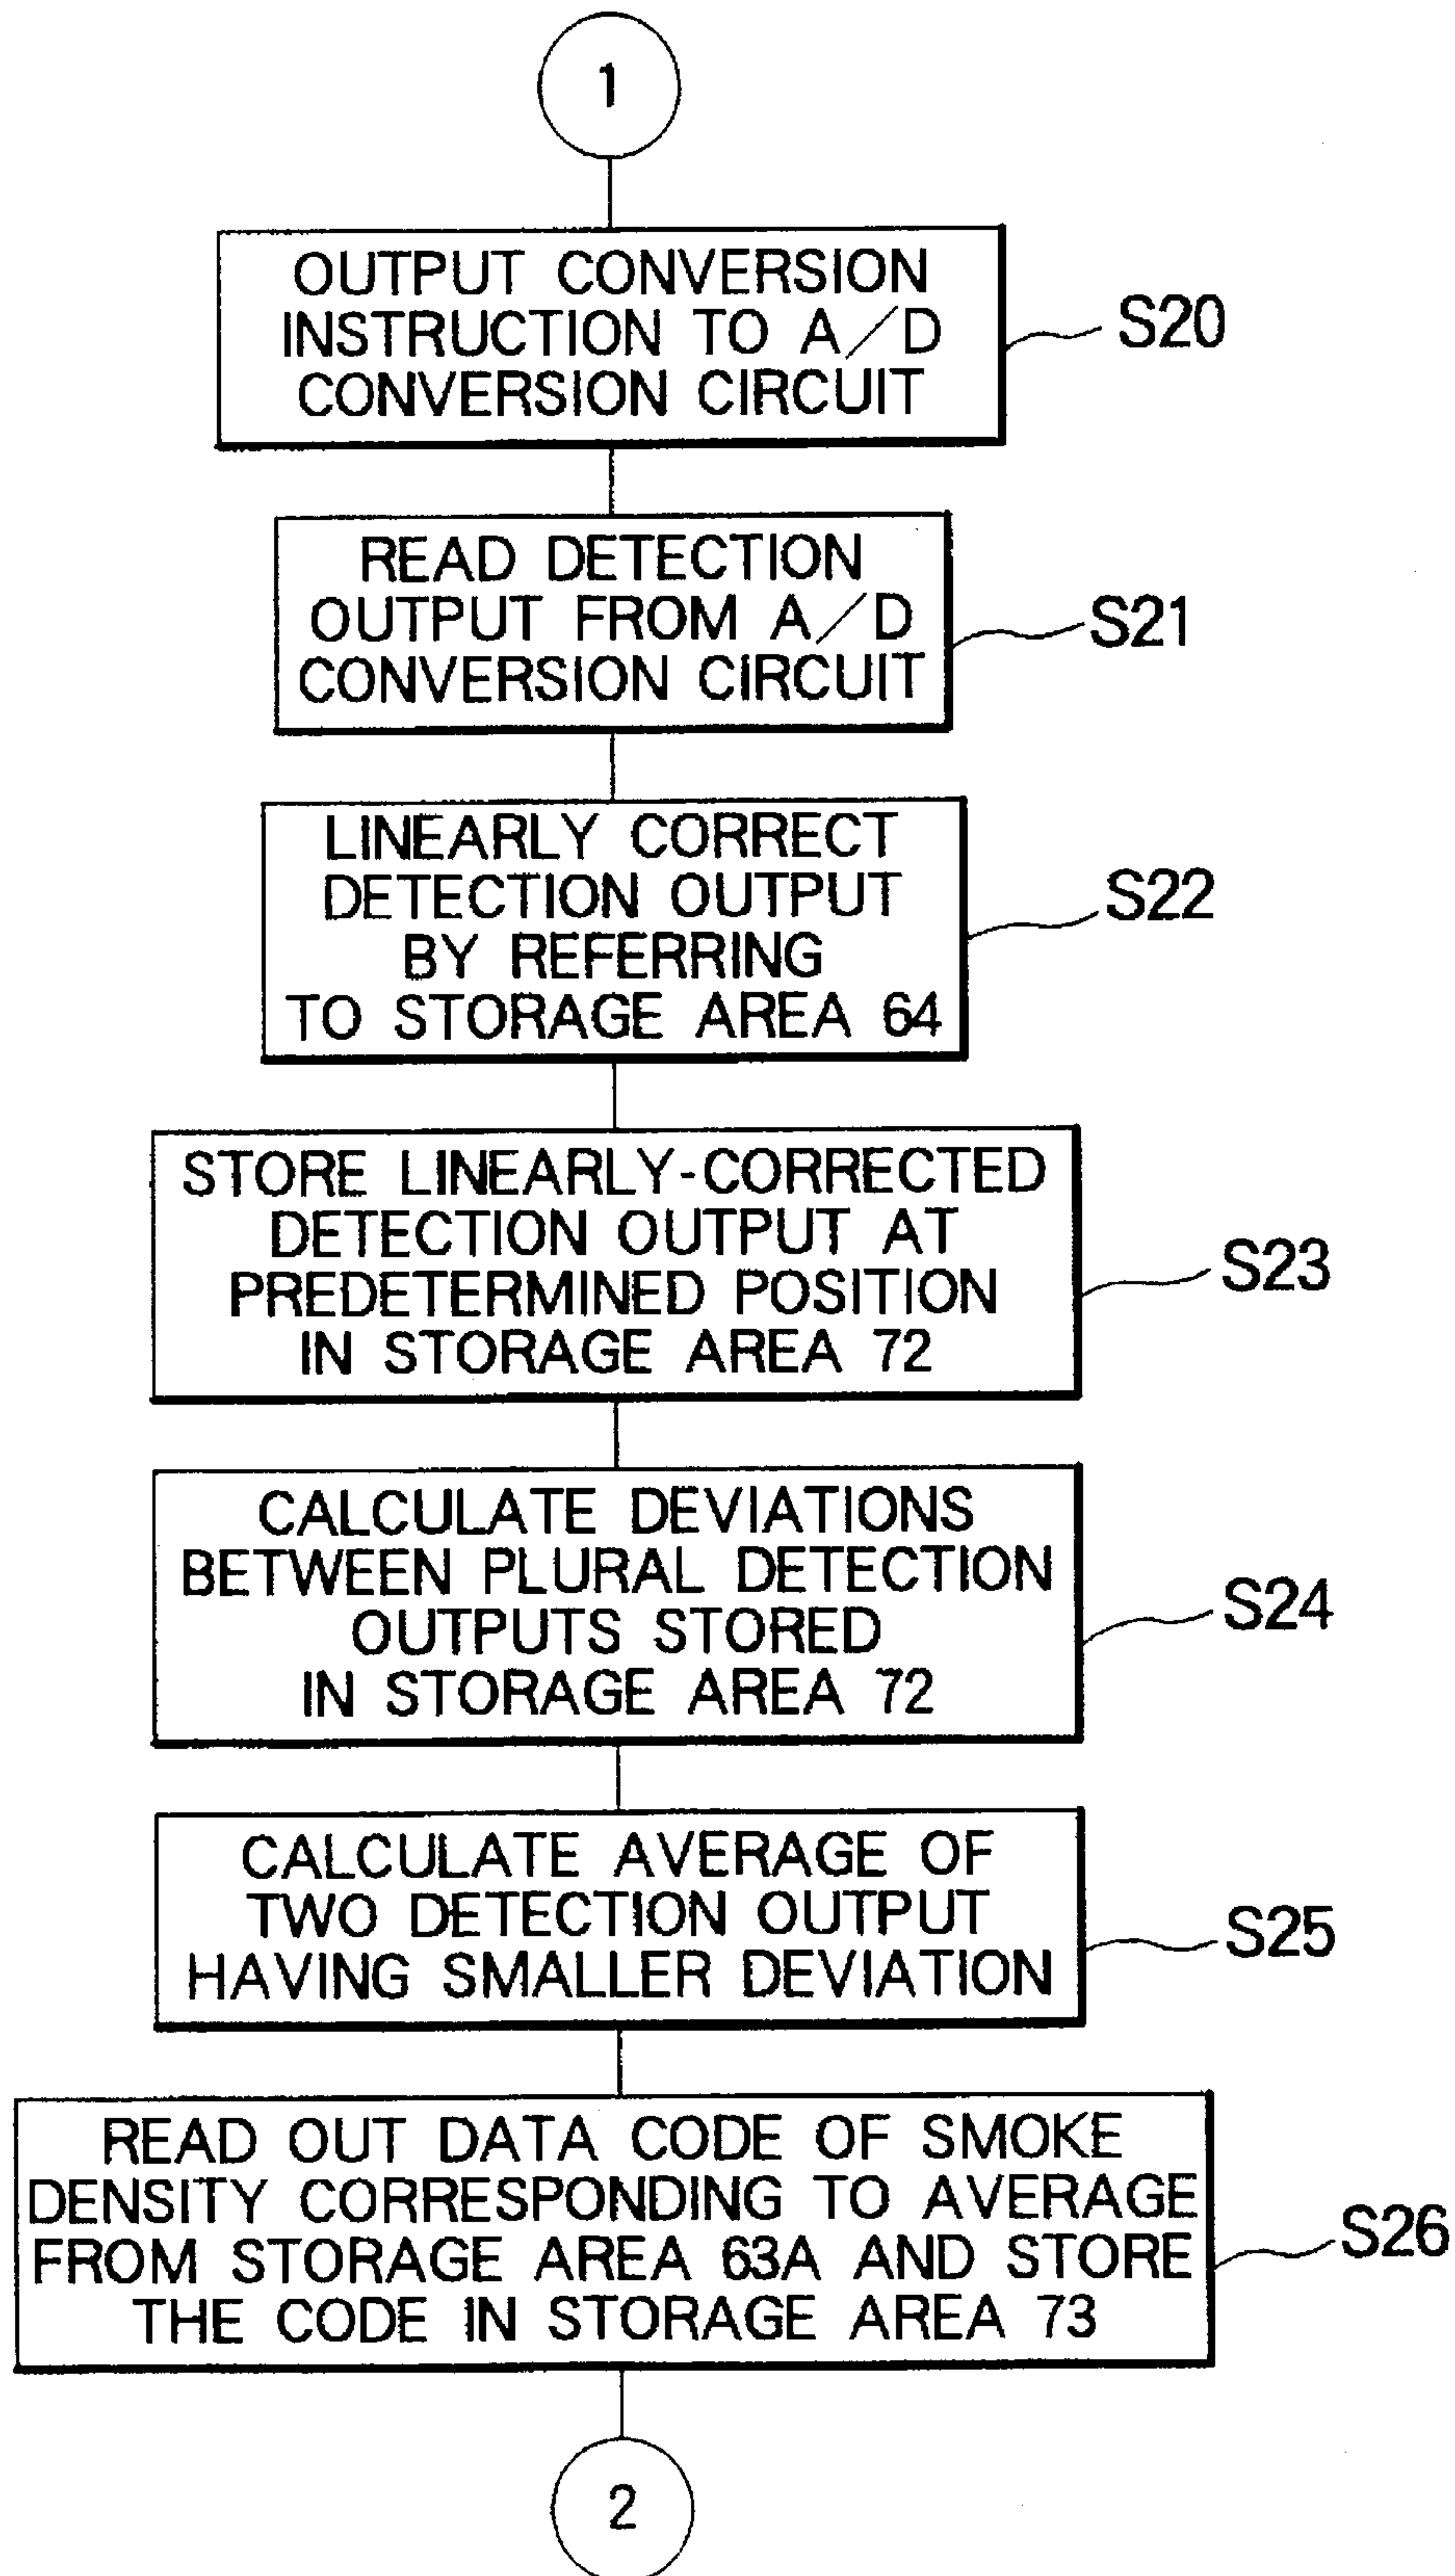 1
OUTPUT CONVERSION
INSTRUCTION TO A/D
CONVERSION CIRCUIT
S20
READ DETECTION
OUTPUT FROM A/D
CONVERSION CIRCUIT
S21
LINEARLY CORRECT
DETECTION OUTPUT
BY REFERRING
TO STORAGE AREA 64
S22
STORE LINEARLY-CORRECTED
DETECTION OUTPUT AT
PREDETERMINED POSITION
IN STORAGE AREA 72
S23
CALCULATE DEVIATIONS
BETWEEN PLURAL DETECTION
OUTPUTS STORED
IN STORAGE AREA 72
S24
CALCULATE AVERAGE OF
TWO DETECTION OUTPUT
HAVING SMALLER DEVIATION
S25
READ OUT DATA CODE OF SMOKE
DENSITY CORRESPONDING TO AVERAGE
FROM STORAGE AREA 63A AND STORE
THE CODE IN STORAGE AREA 73
S26
2